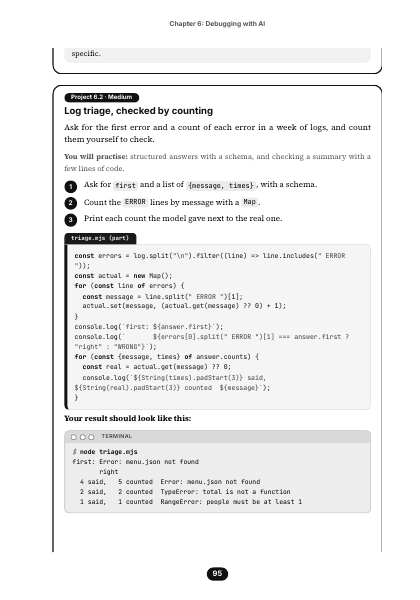 Chapter 6: Debugging with AI
specific.
Project 6.2 · Medium
Log triage, checked by counting
Ask for the first error and a count of each error in a week of logs, and count
them yourself to check.
You will practise: structured answers with a schema, and checking a summary with a
few lines of code.
1 Ask for first and a list of {message, times}, with a schema.
2 Count the ERROR lines by message with a Map.
3 Print each count the model gave next to the real one.
triage.mjs (part)
const errors = log.split("\n").filter((line) => line.includes(" ERROR
"));
const actual = new Map();
for (const line of errors) {
  const message = line.split(" ERROR ")[1];
  actual.set(message, (actual.get(message) ?? 0) + 1);
}
console.log(`first: ${answer.first}`);
console.log(`       ${errors[0].split(" ERROR ")[1] === answer.first ?
"right" : "WRONG"}`);
for (const {message, times} of answer.counts) {
  const real = actual.get(message) ?? 0;
  console.log(`${String(times).padStart(3)} said,
${String(real).padStart(3)} counted  ${message}`);
}
Your result should look like this:
TERMINAL
$ node triage.mjs
first: Error: menu.json not found
       right
  4 said,   5 counted  Error: menu.json not found
  2 said,   2 counted  TypeError: total is not a function
  1 said,   1 counted  RangeError: people must be at least 1
95